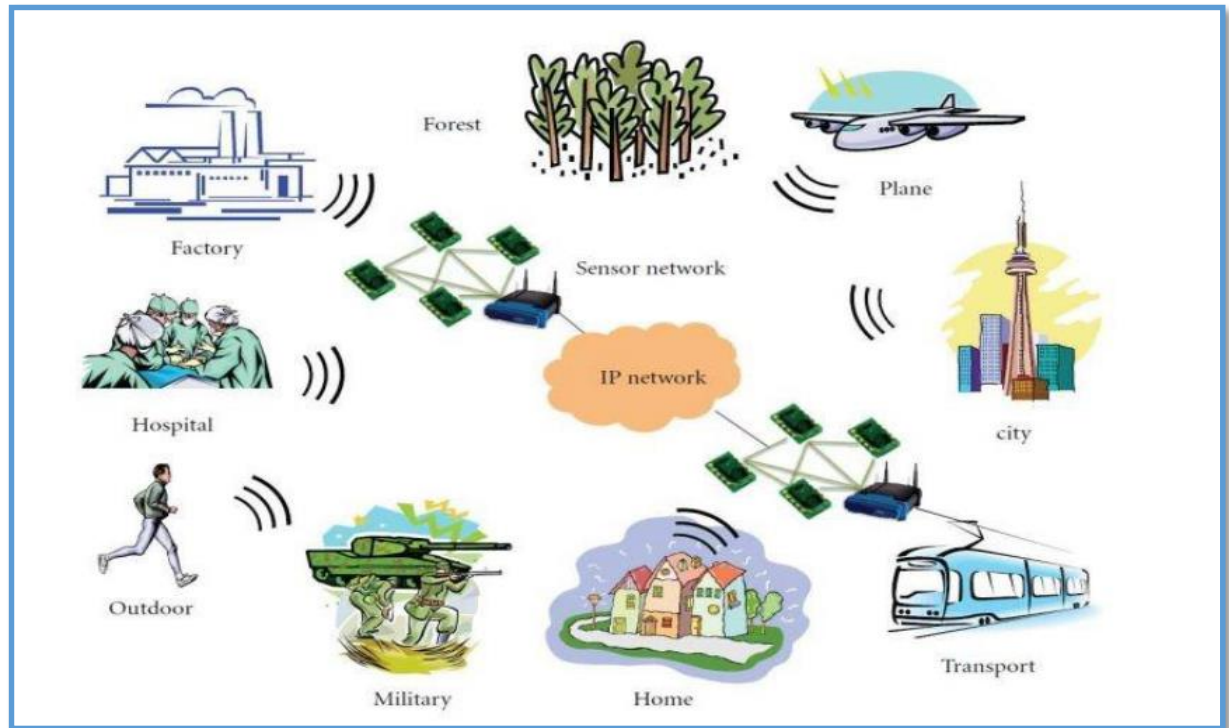 Forest
Plane
Factory
Sensor network
IP network
Hospital
city
Outdoor
Transport
Military
Home